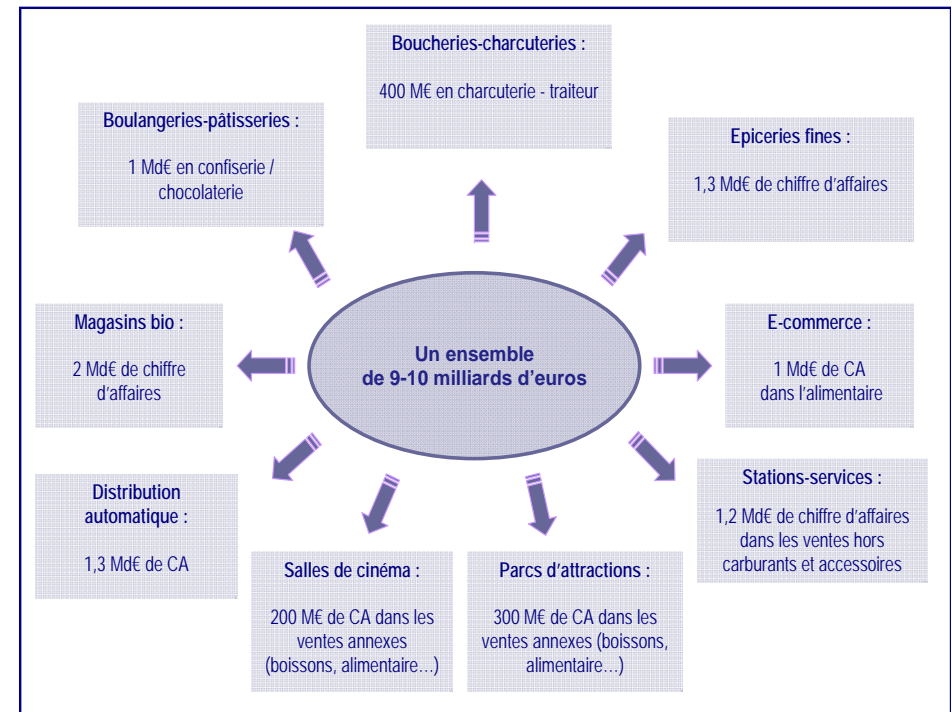 Boucheries-charcuteries :
400 M€ en charcuterie - traiteur
Boulangeries-pâtisseries :
1 Md€ en confiserie /
chocolaterie
Epiceries fines :
1,3 Md€ de chiffre d'affaires
Magasins bio :
2 Md€ de chiffre
d'affaires
Un ensemble
de 9-10 milliards d'euros
E-commerce :
1 Md€ de CA
dans l'alimentaire
Distribution
automatique :
1,3 Md€ de CA
Stations-services :
1,2 Md€ de chiffre d'affaires
dans les ventes hors
carburants et accessoires
Salles de cinéma :
200 M€ de CA dans les
ventes annexes
(boissons, alimentaire…)
Parcs d'attractions :
300 M€ de CA dans les
ventes annexes (boissons,
alimentaire…)